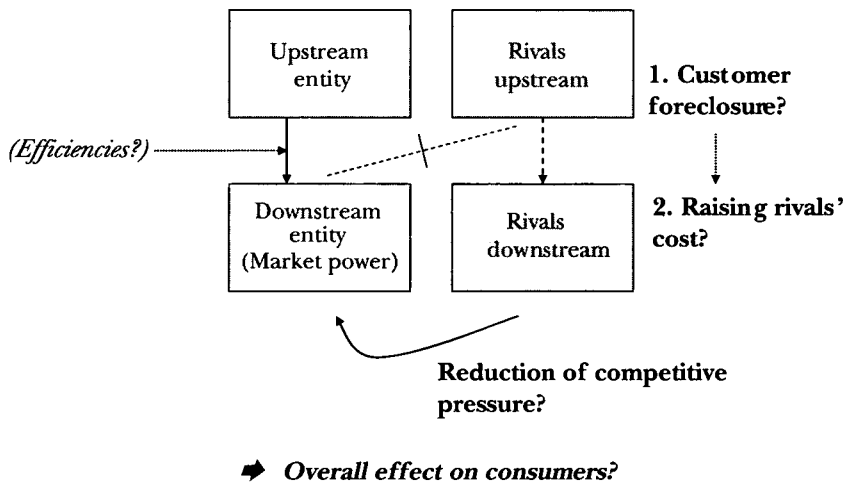 Upstream
entity
Rivals
upstream
1. Customer
foreclosure?
(Efficiencies?)
Downstream
entity
(Market power)
Rivals
downstream
2. Raising rivals'
cost?
Reduction of competitive
pressure?
Overall effect on consumers?